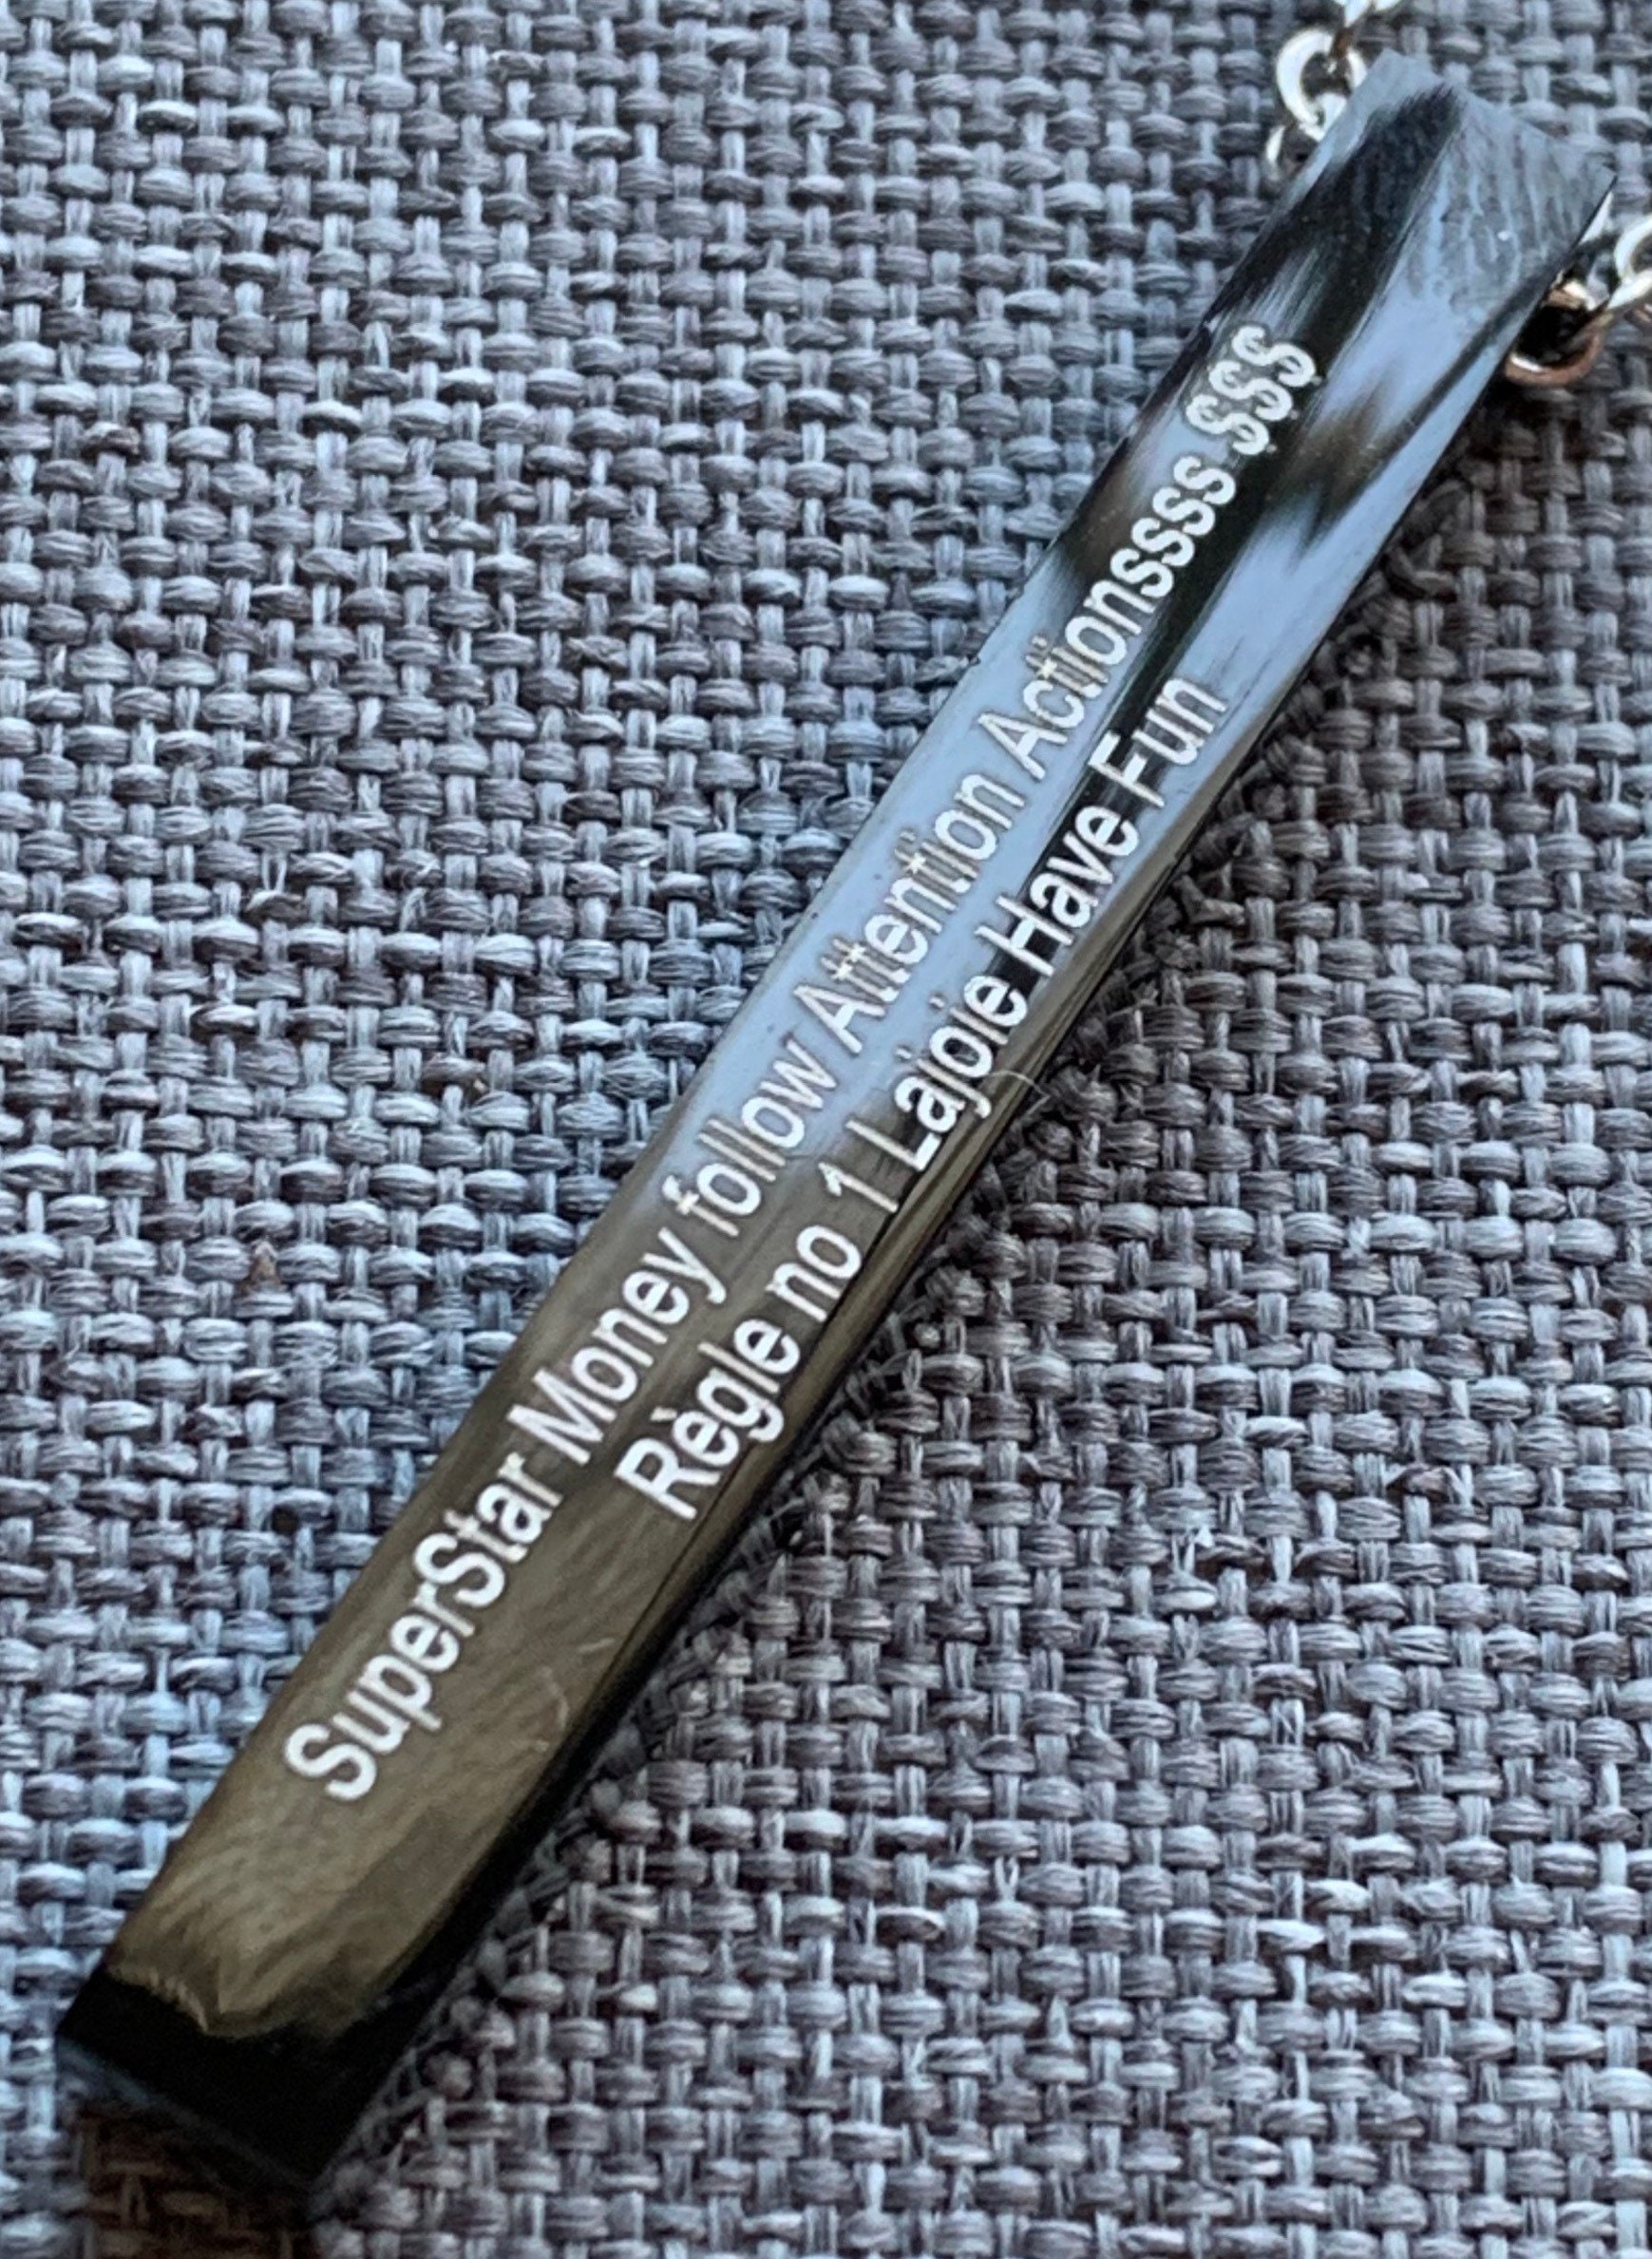 SuperStar Money follow Attention Actionssss $$$
Règle no 1 Lajoie Have Fun